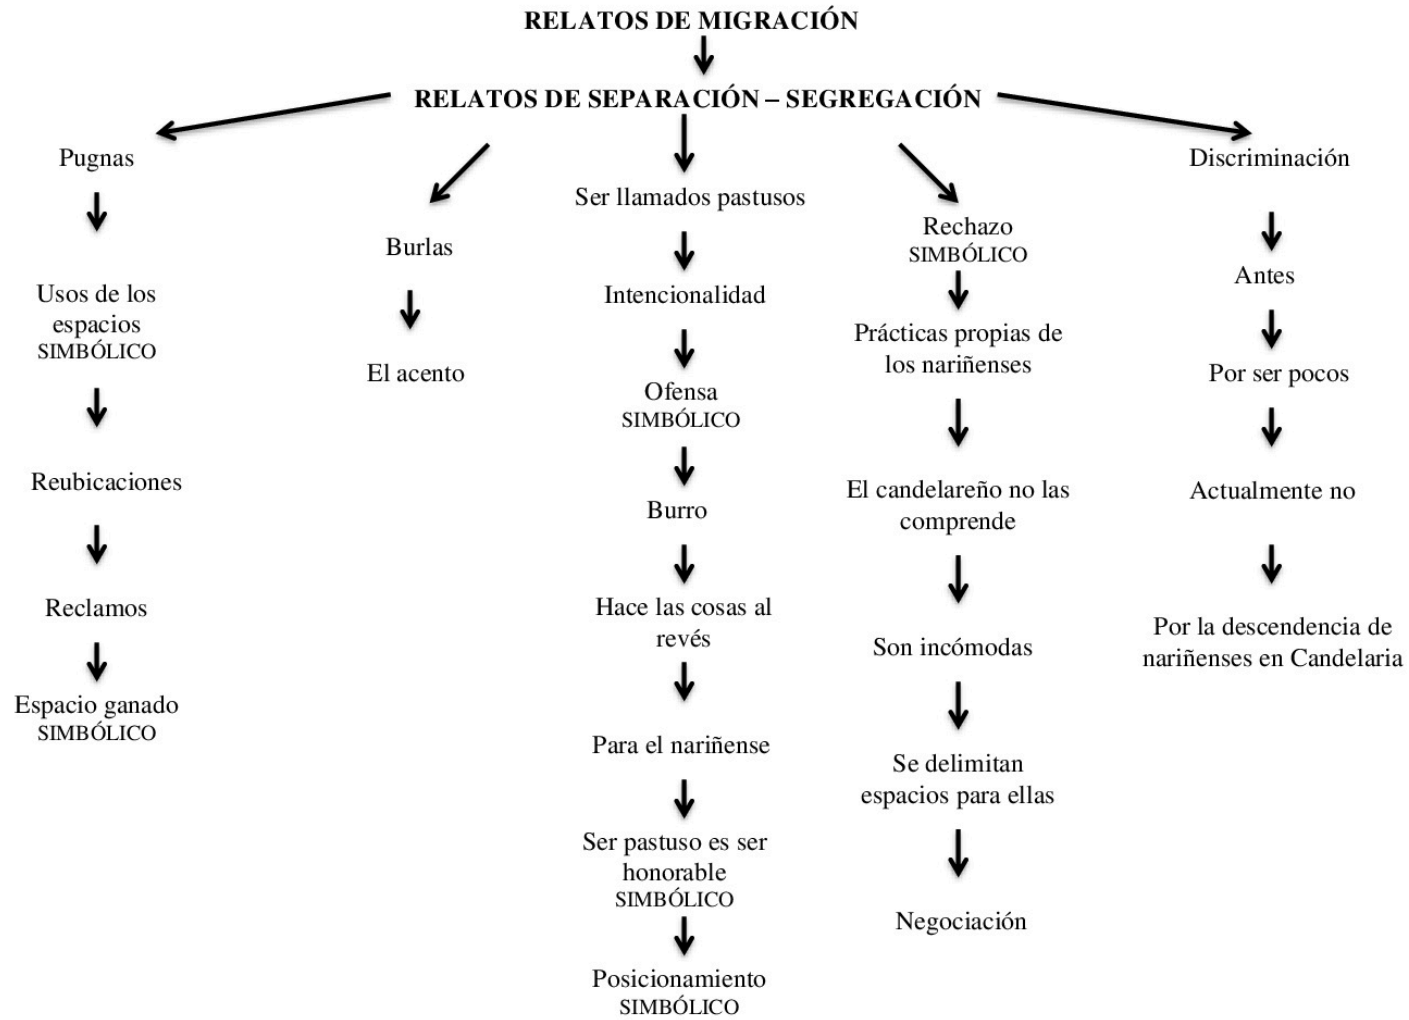 RELATOS DE MIGRACIÓN
RELATOS DE SEPARACIÓN – SEGREGACIÓN
Pugnas
Usos de los
espacios
SIMBÓLICO
Reubicaciones
Reclamos
Espacio ganado
SIMBÓLICO
Burlas
El acento
Ser llamados pastusos
Intencionalidad
Ofensa
SIMBÓLICO
Burro
Hace las cosas al
revés
Para el nariñense
Ser pastuso es ser
honorable
SIMBÓLICO
Posicionamiento
SIMBÓLICO
Rechazo
SIMBÓLICO
Prácticas propias de
los nariñenses
El candelareño no las
comprende
Son incómodas
Se delimitan
espacios para ellas
Negociación
Discriminación
Antes
Por ser pocos
Actualmente no
Por la descendencia de
nariñenses en Candelaria